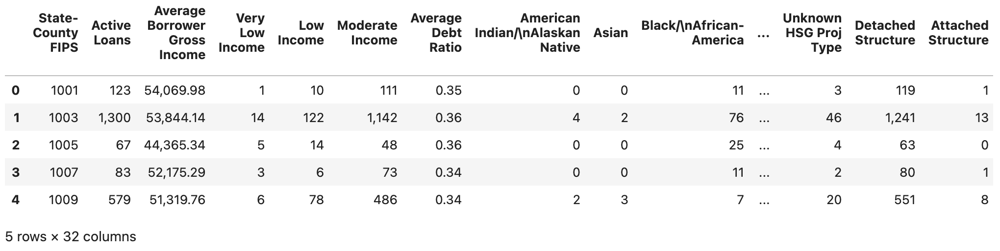 State-County FIPS Active Loans Average Borrower Gross Income Very Low Income Low Income Moderate Income Average Debt Ratio American Indian/\nAlaskan Native Asian Black/\nAfrican-America ... Unknown HSG Proj Type Detached Structure Attached Structure
0 1001 123 54,069.98 1 10 111 0.35 0 0 11 ... 3 119 1
1 1003 1,300 53,844.14 14 122 1,142 0.36 4 2 76 ... 46 1,241 13
2 1005 67 44,365.34 5 14 48 0.36 0 0 25 ... 4 63 0
3 1007 83 52,175.29 3 6 73 0.34 0 0 11 ... 2 80 1
4 1009 579 51,319.76 6 78 486 0.34 2 3 7 ... 20 551 8
5 rows × 32 columns